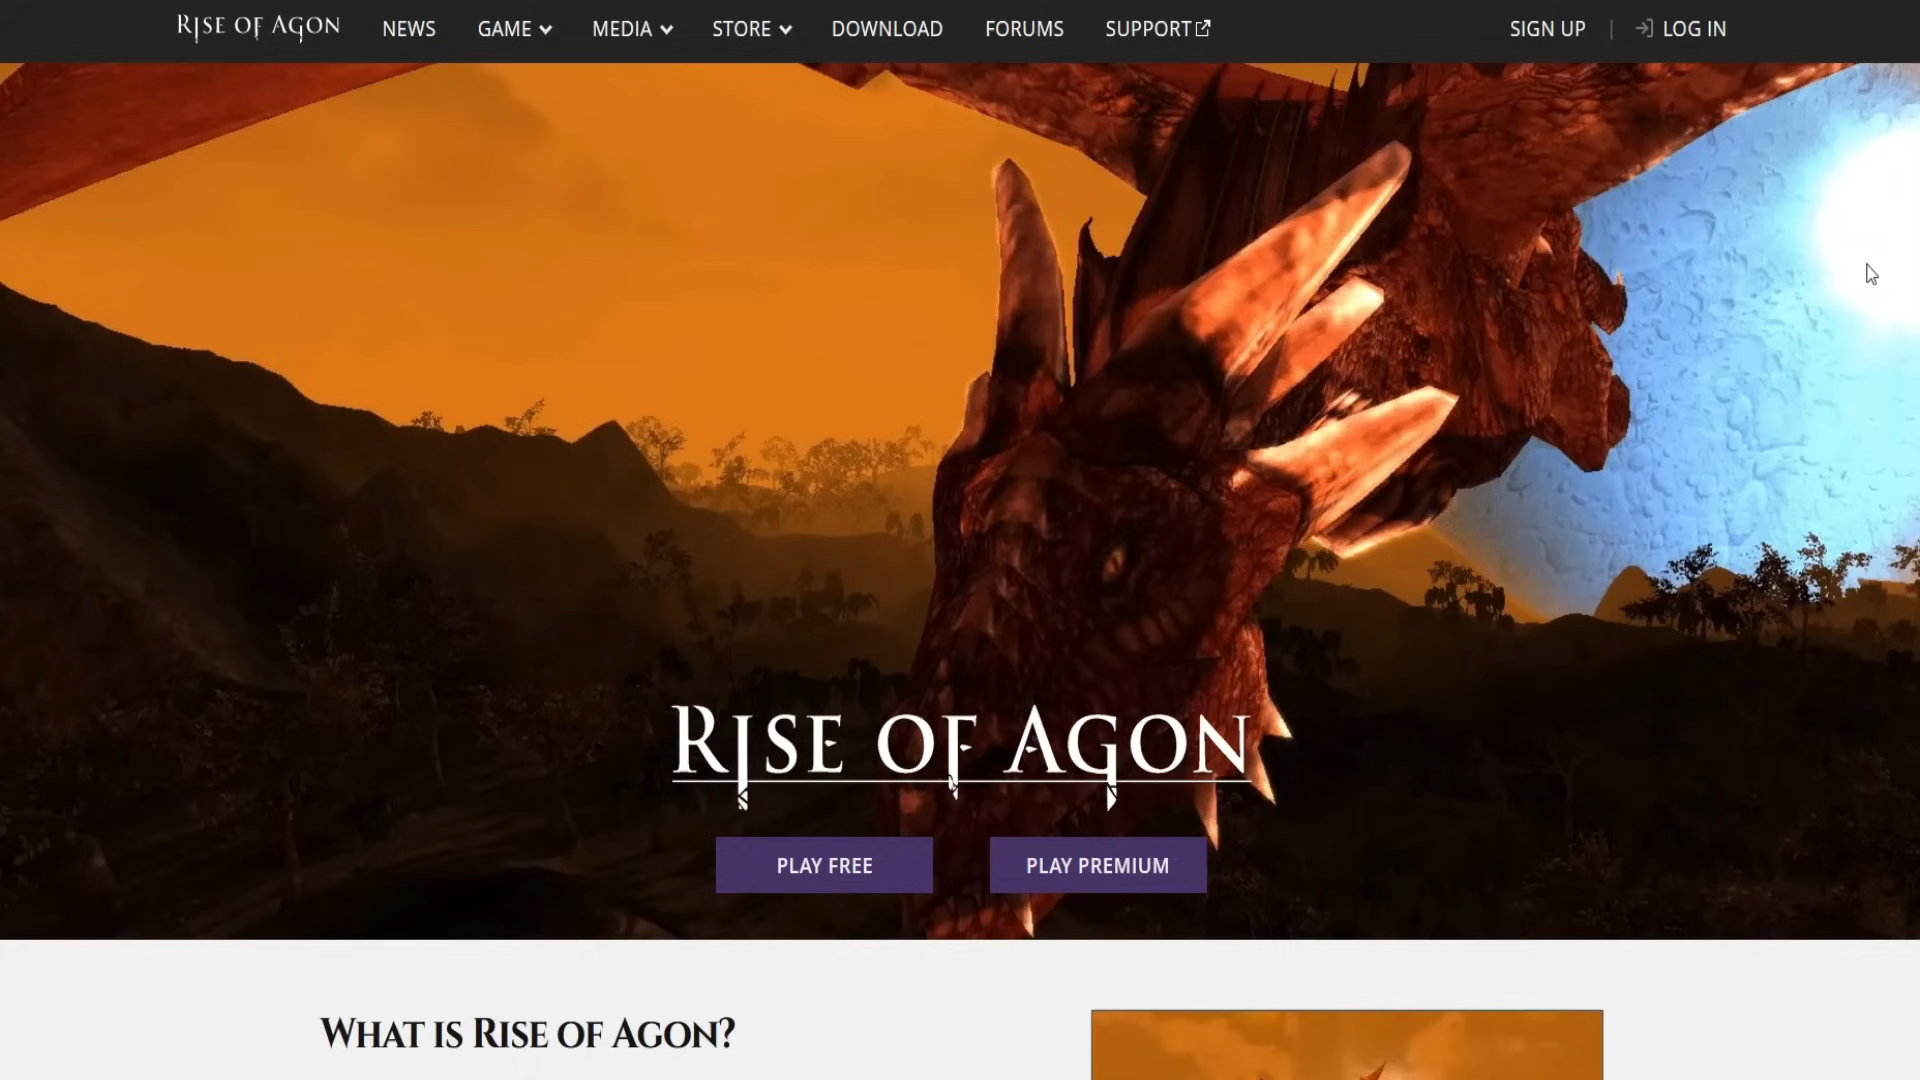 RISE OF AGON
NEWS
GAME
MEDIA
STORE
DOWNLOAD
FORUMS
SUPPORT
SIGN UP
LOG IN
RISE OF AGON
PLAY FREE
PLAY PREMIUM
WHAT IS RISE OF AGON?